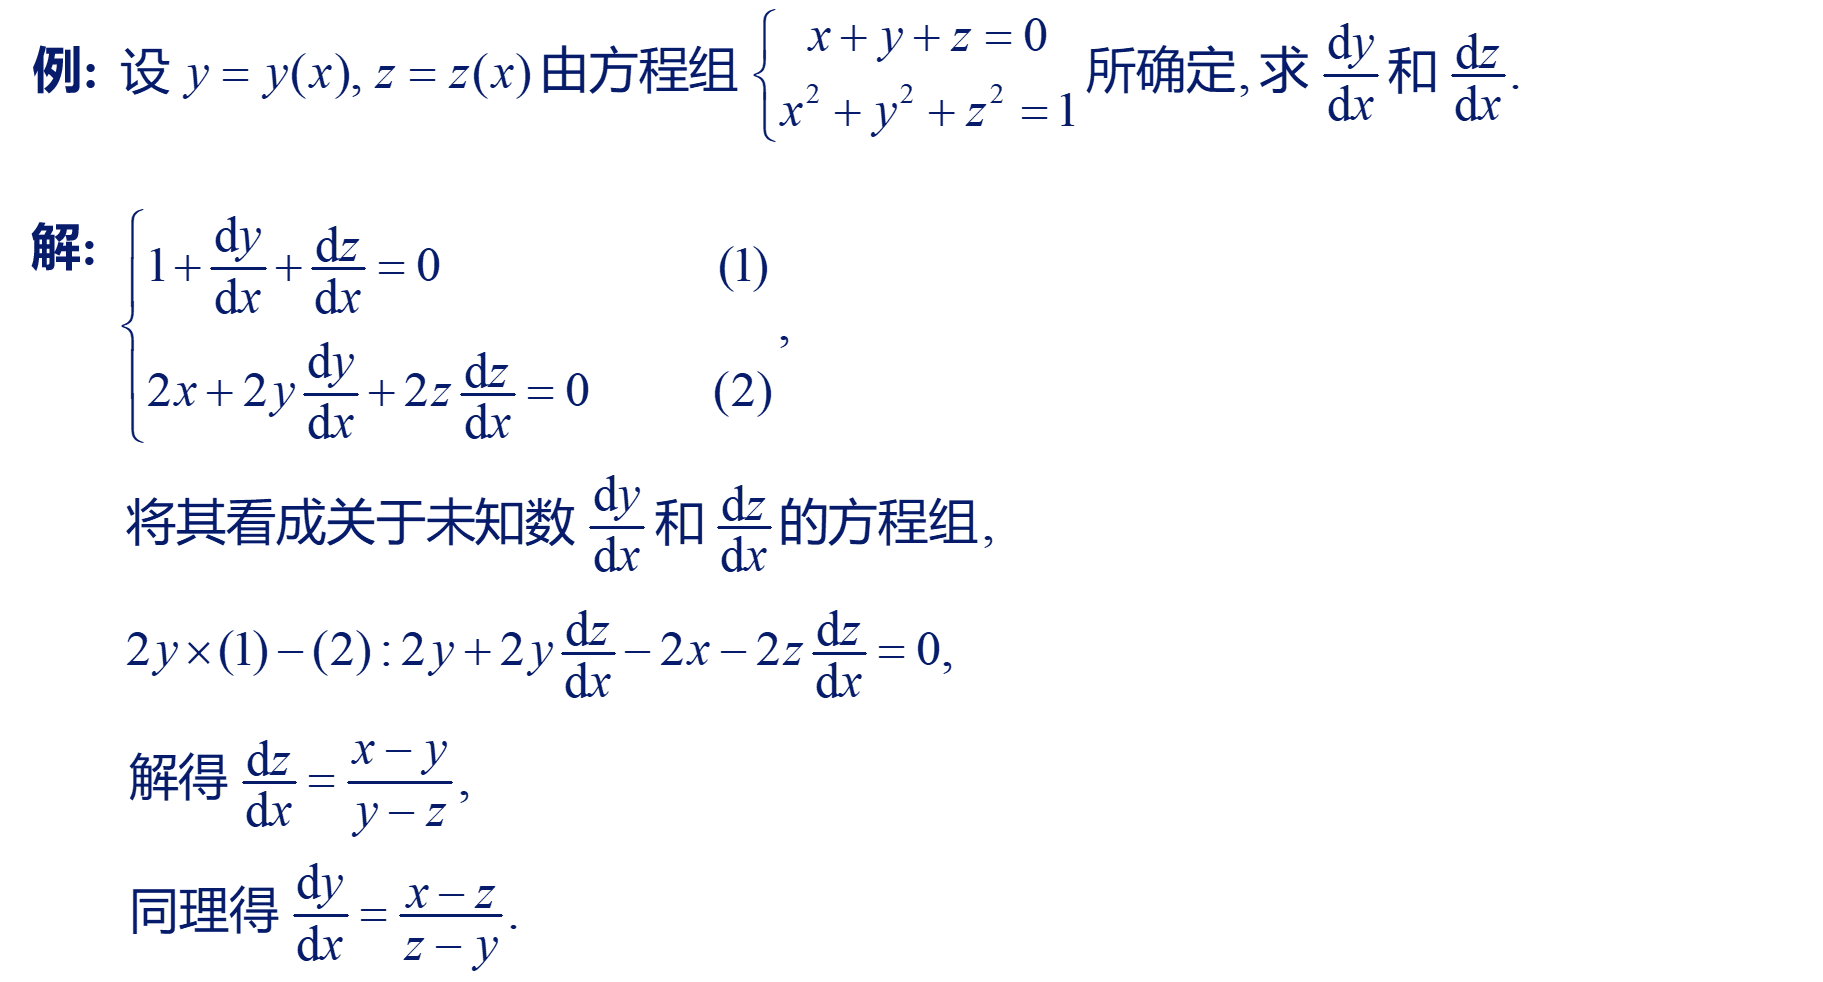 例: 设 y = y(x), z = z(x) 由方程组 { x + y + z = 0 ; x² + y² + z² = 1 所确定, 求 dy/dx 和 dz/dx.
解: { 1 + dy/dx + dz/dx = 0 (1)
2x + 2y dy/dx + 2z dz/dx = 0 (2) ,
将其看成关于未知数 dy/dx 和 dz/dx 的方程组,
2y×(1) − (2) : 2y + 2y dz/dx − 2x − 2z dz/dx = 0,
解得 dz/dx = (x − y)/(y − z),
同理得 dy/dx = (x − z)/(z − y).